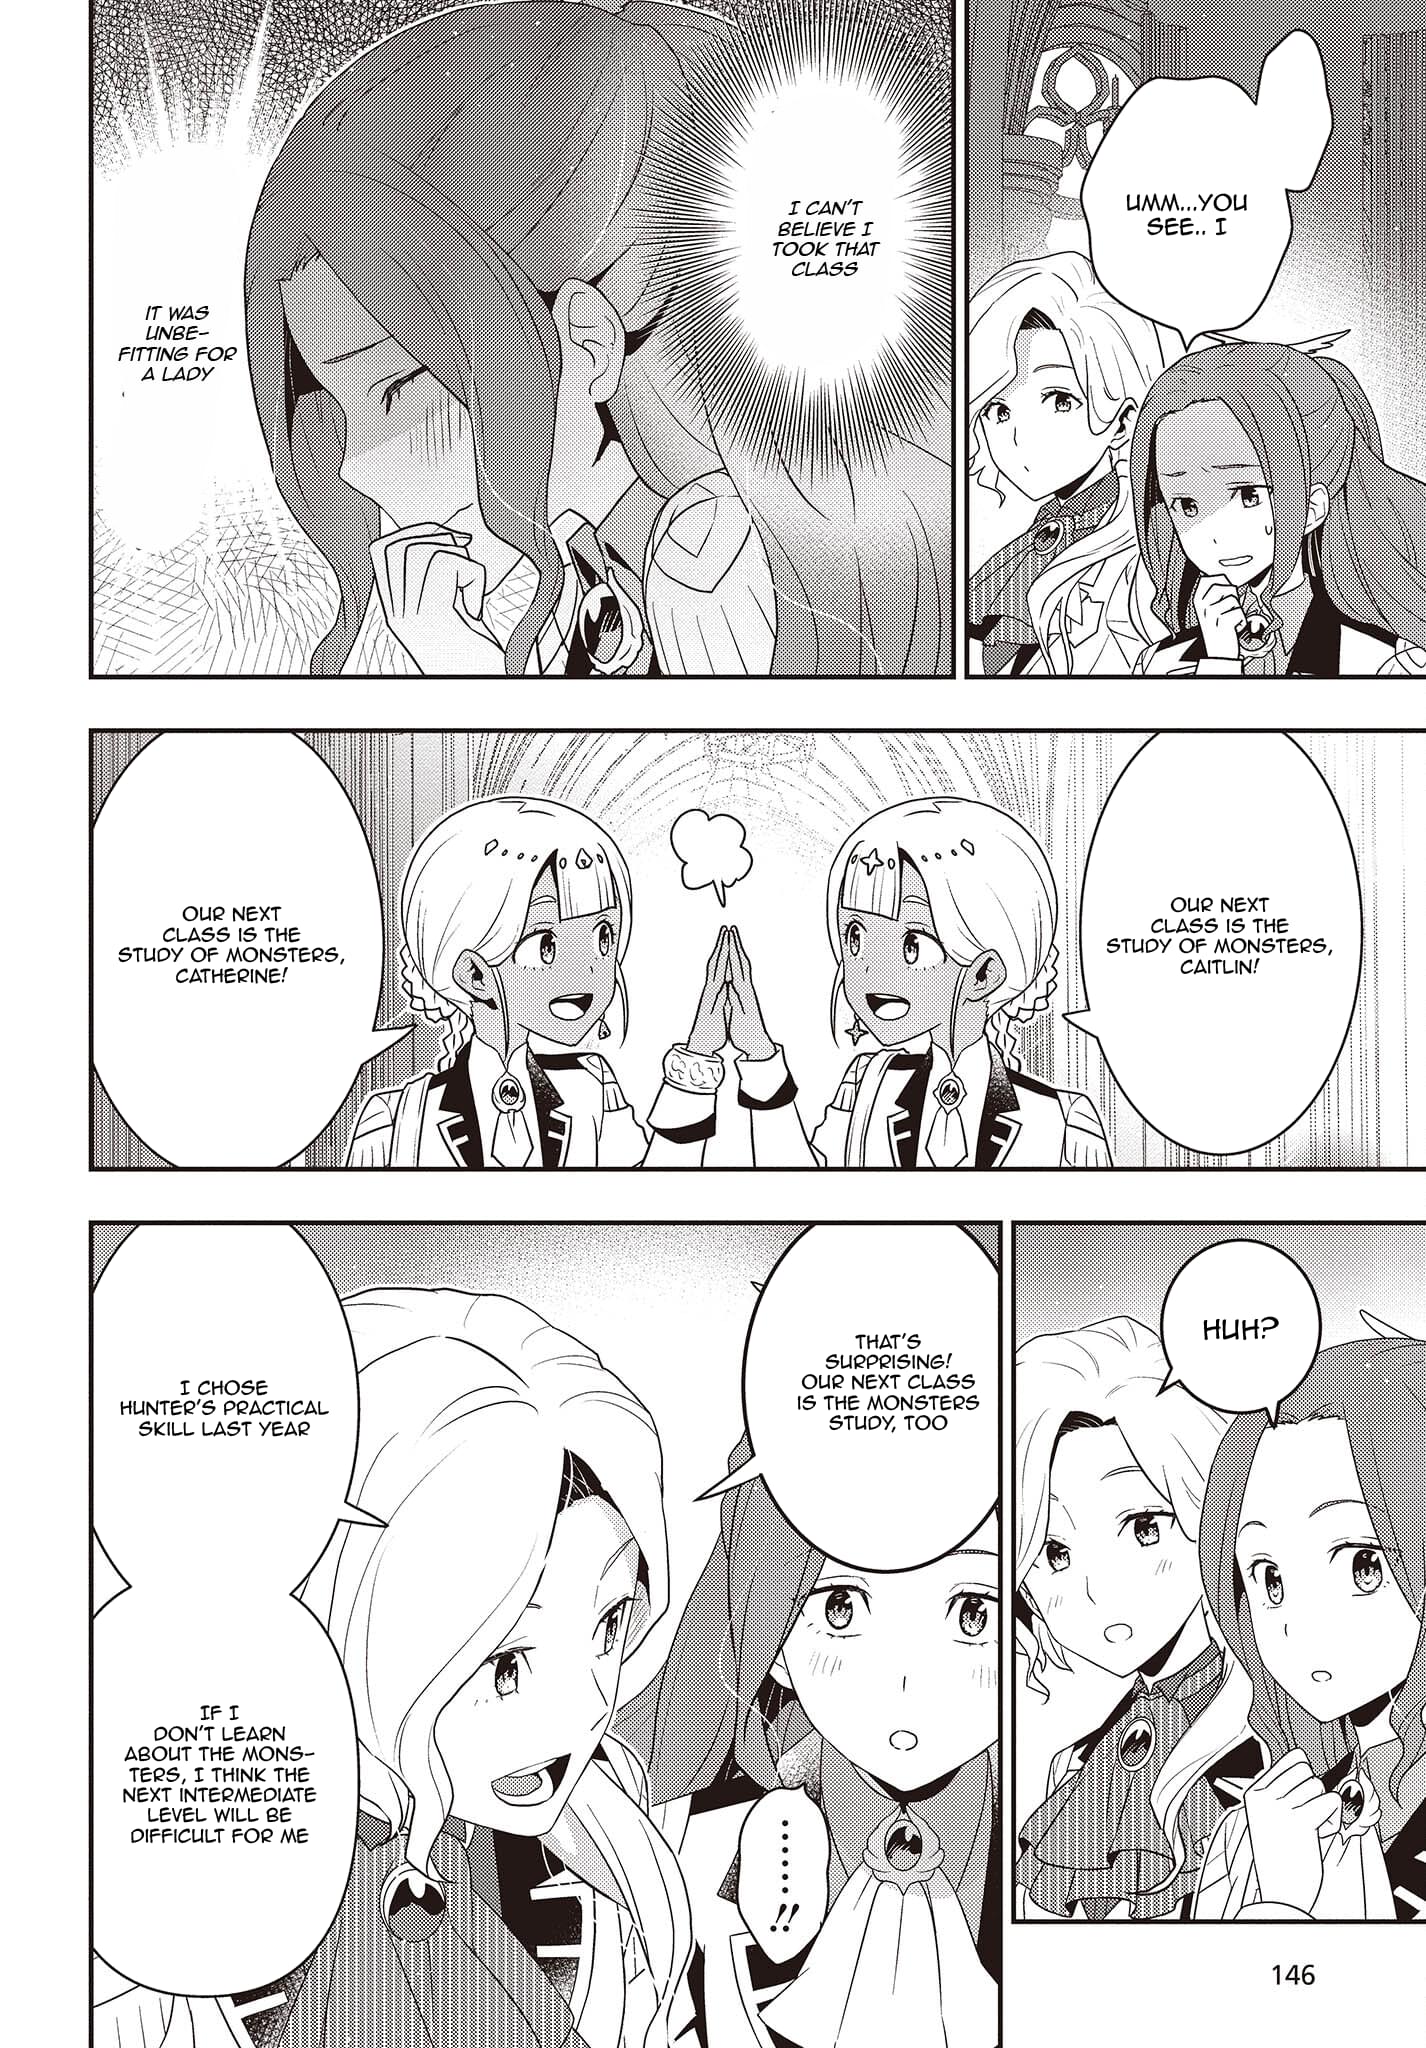 UMM...YOU
SEE.. I
I CAN'T
BELIEVE I
TOOK THAT
CLASS
IT WAS
UNBE-
FITTING FOR
A LADY
OUR NEXT
CLASS IS THE
STUDY OF MONSTERS,
CAITLIN!
OUR NEXT
CLASS IS THE
STUDY OF MONSTERS,
CATHERINE!
HUH?
THAT'S
SURPRISING!
OUR NEXT CLASS
IS THE MONSTERS
STUDY, TOO
I CHOSE
HUNTER'S PRACTICAL
SKILL LAST YEAR
IF I
DON'T LEARN
ABOUT THE MONS-
TERS, I THINK THE
NEXT INTERMEDIATE
LEVEL WILL BE
DIFFICULT FOR ME
......!!
146